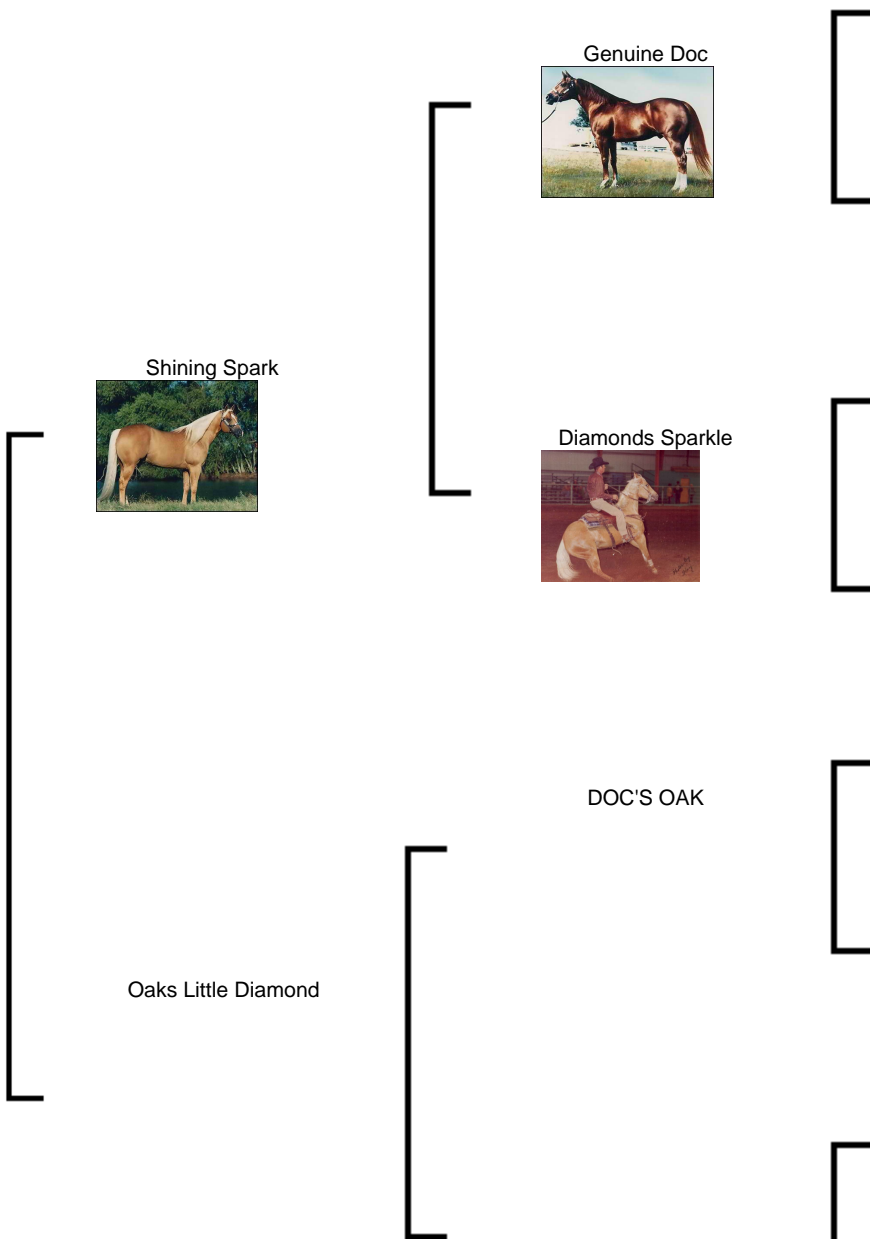 Genuine Doc
Shining Spark
Diamonds Sparkle
DOC'S OAK
Oaks Little Diamond